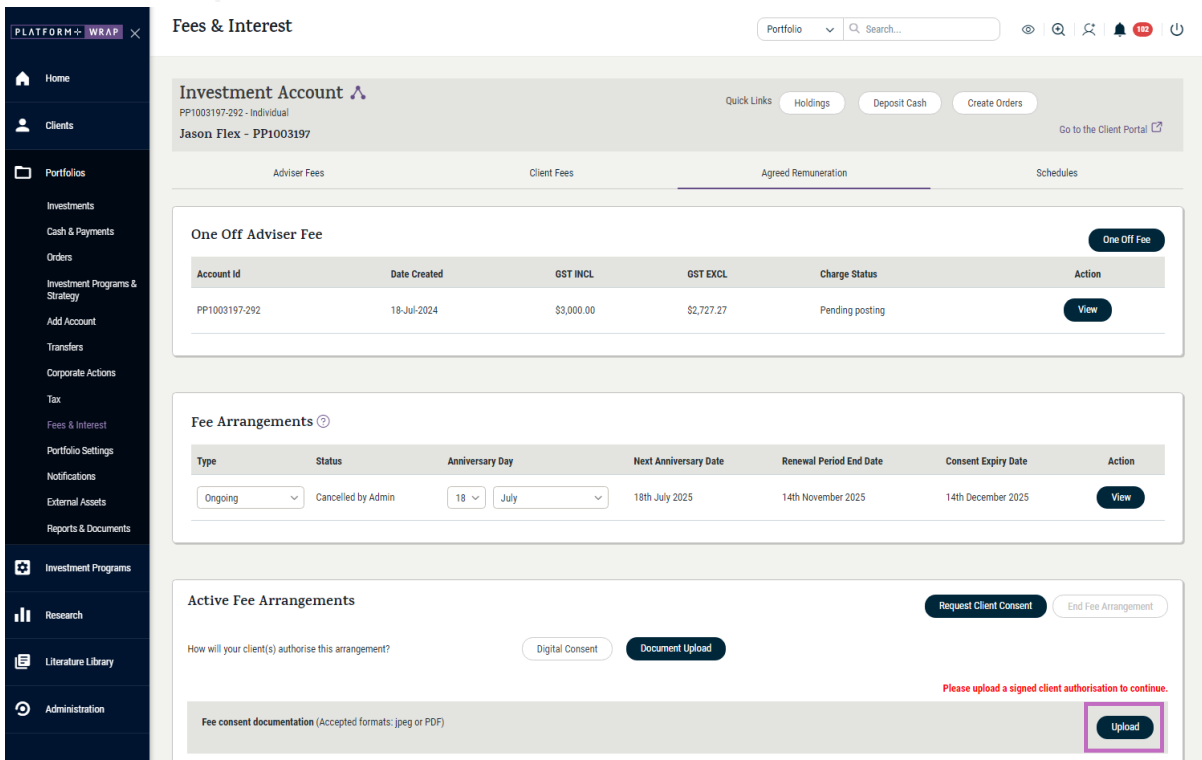 PLATFORM+ WRAP
Fees & Interest
Portfolio
Search...
102
Home
Clients
Portfolios
Investments
Cash & Payments
Orders
Investment Programs &
Strategy
Add Account
Transfers
Corporate Actions
Tax
Fees & Interest
Portfolio Settings
Notifications
External Assets
Reports & Documents
Investment Programs
Research
Literature Library
Administration
Investment Account
PP1003197-292 - Individual
Jason Flex - PP1003197
Quick Links Holdings Deposit Cash Create Orders
Go to the Client Portal
Adviser Fees Client Fees Agreed Remuneration Schedules
One Off Adviser Fee
One Off Fee
Account Id Date Created GST INCL GST EXCL Charge Status Action
PP1003197-292 18-Jul-2024 $3,000.00 $2,727.27 Pending posting View
Fee Arrangements ?
Type Status Anniversary Day Next Anniversary Date Renewal Period End Date Consent Expiry Date Action
Ongoing Cancelled by Admin 18 July 18th July 2025 14th November 2025 14th December 2025 View
Active Fee Arrangements
Request Client Consent End Fee Arrangement
How will your client(s) authorise this arrangement? Digital Consent Document Upload
Please upload a signed client authorisation to continue.
Fee consent documentation (Accepted formats: jpeg or PDF) Upload